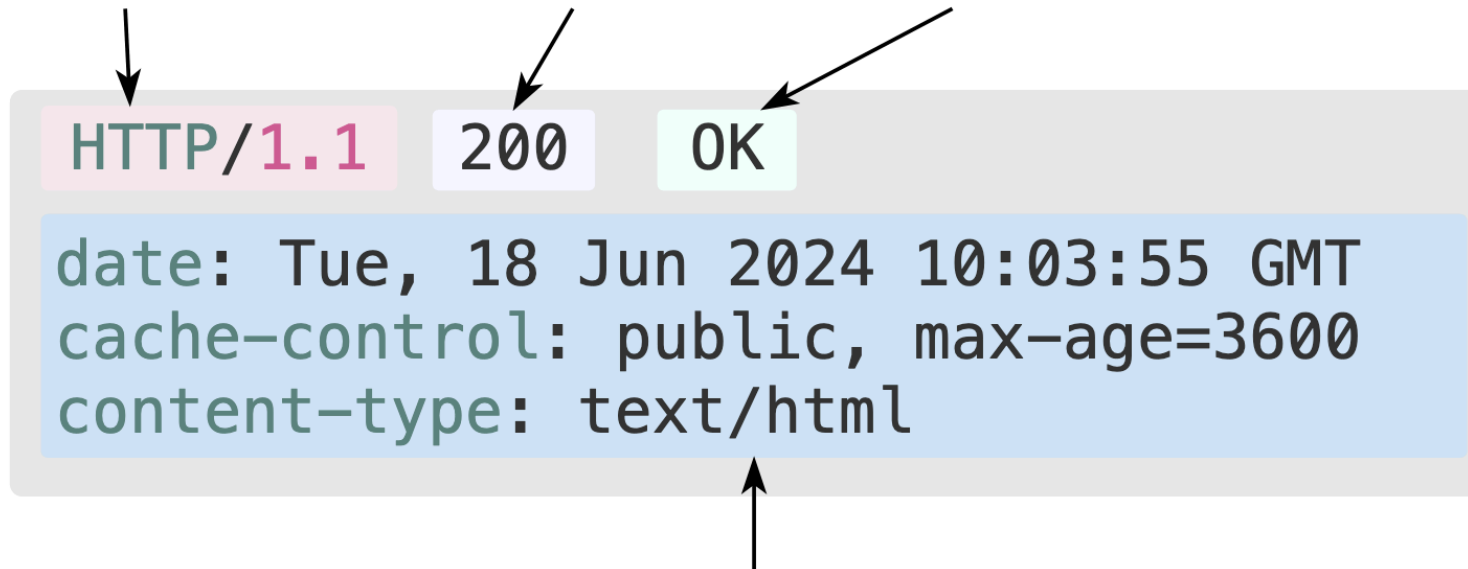 HTTP/1.1 200 OK
date: Tue, 18 Jun 2024 10:03:55 GMT
cache-control: public, max-age=3600
content-type: text/html